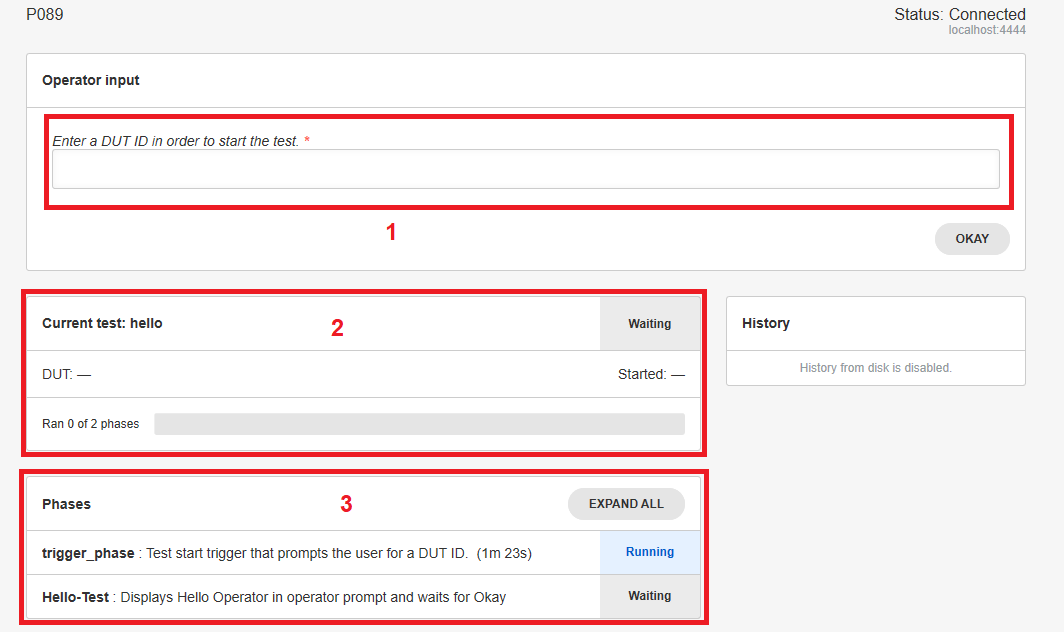 P089
Status: Connected
localhost:4444
Operator input
Enter a DUT ID in order to start the test. *
1
OKAY
Current test: hello
2
Waiting
DUT: —
Started: —
Ran 0 of 2 phases
History
History from disk is disabled.
Phases
3
EXPAND ALL
trigger_phase : Test start trigger that prompts the user for a DUT ID. (1m 23s)
Running
Hello-Test : Displays Hello Operator in operator prompt and waits for Okay
Waiting